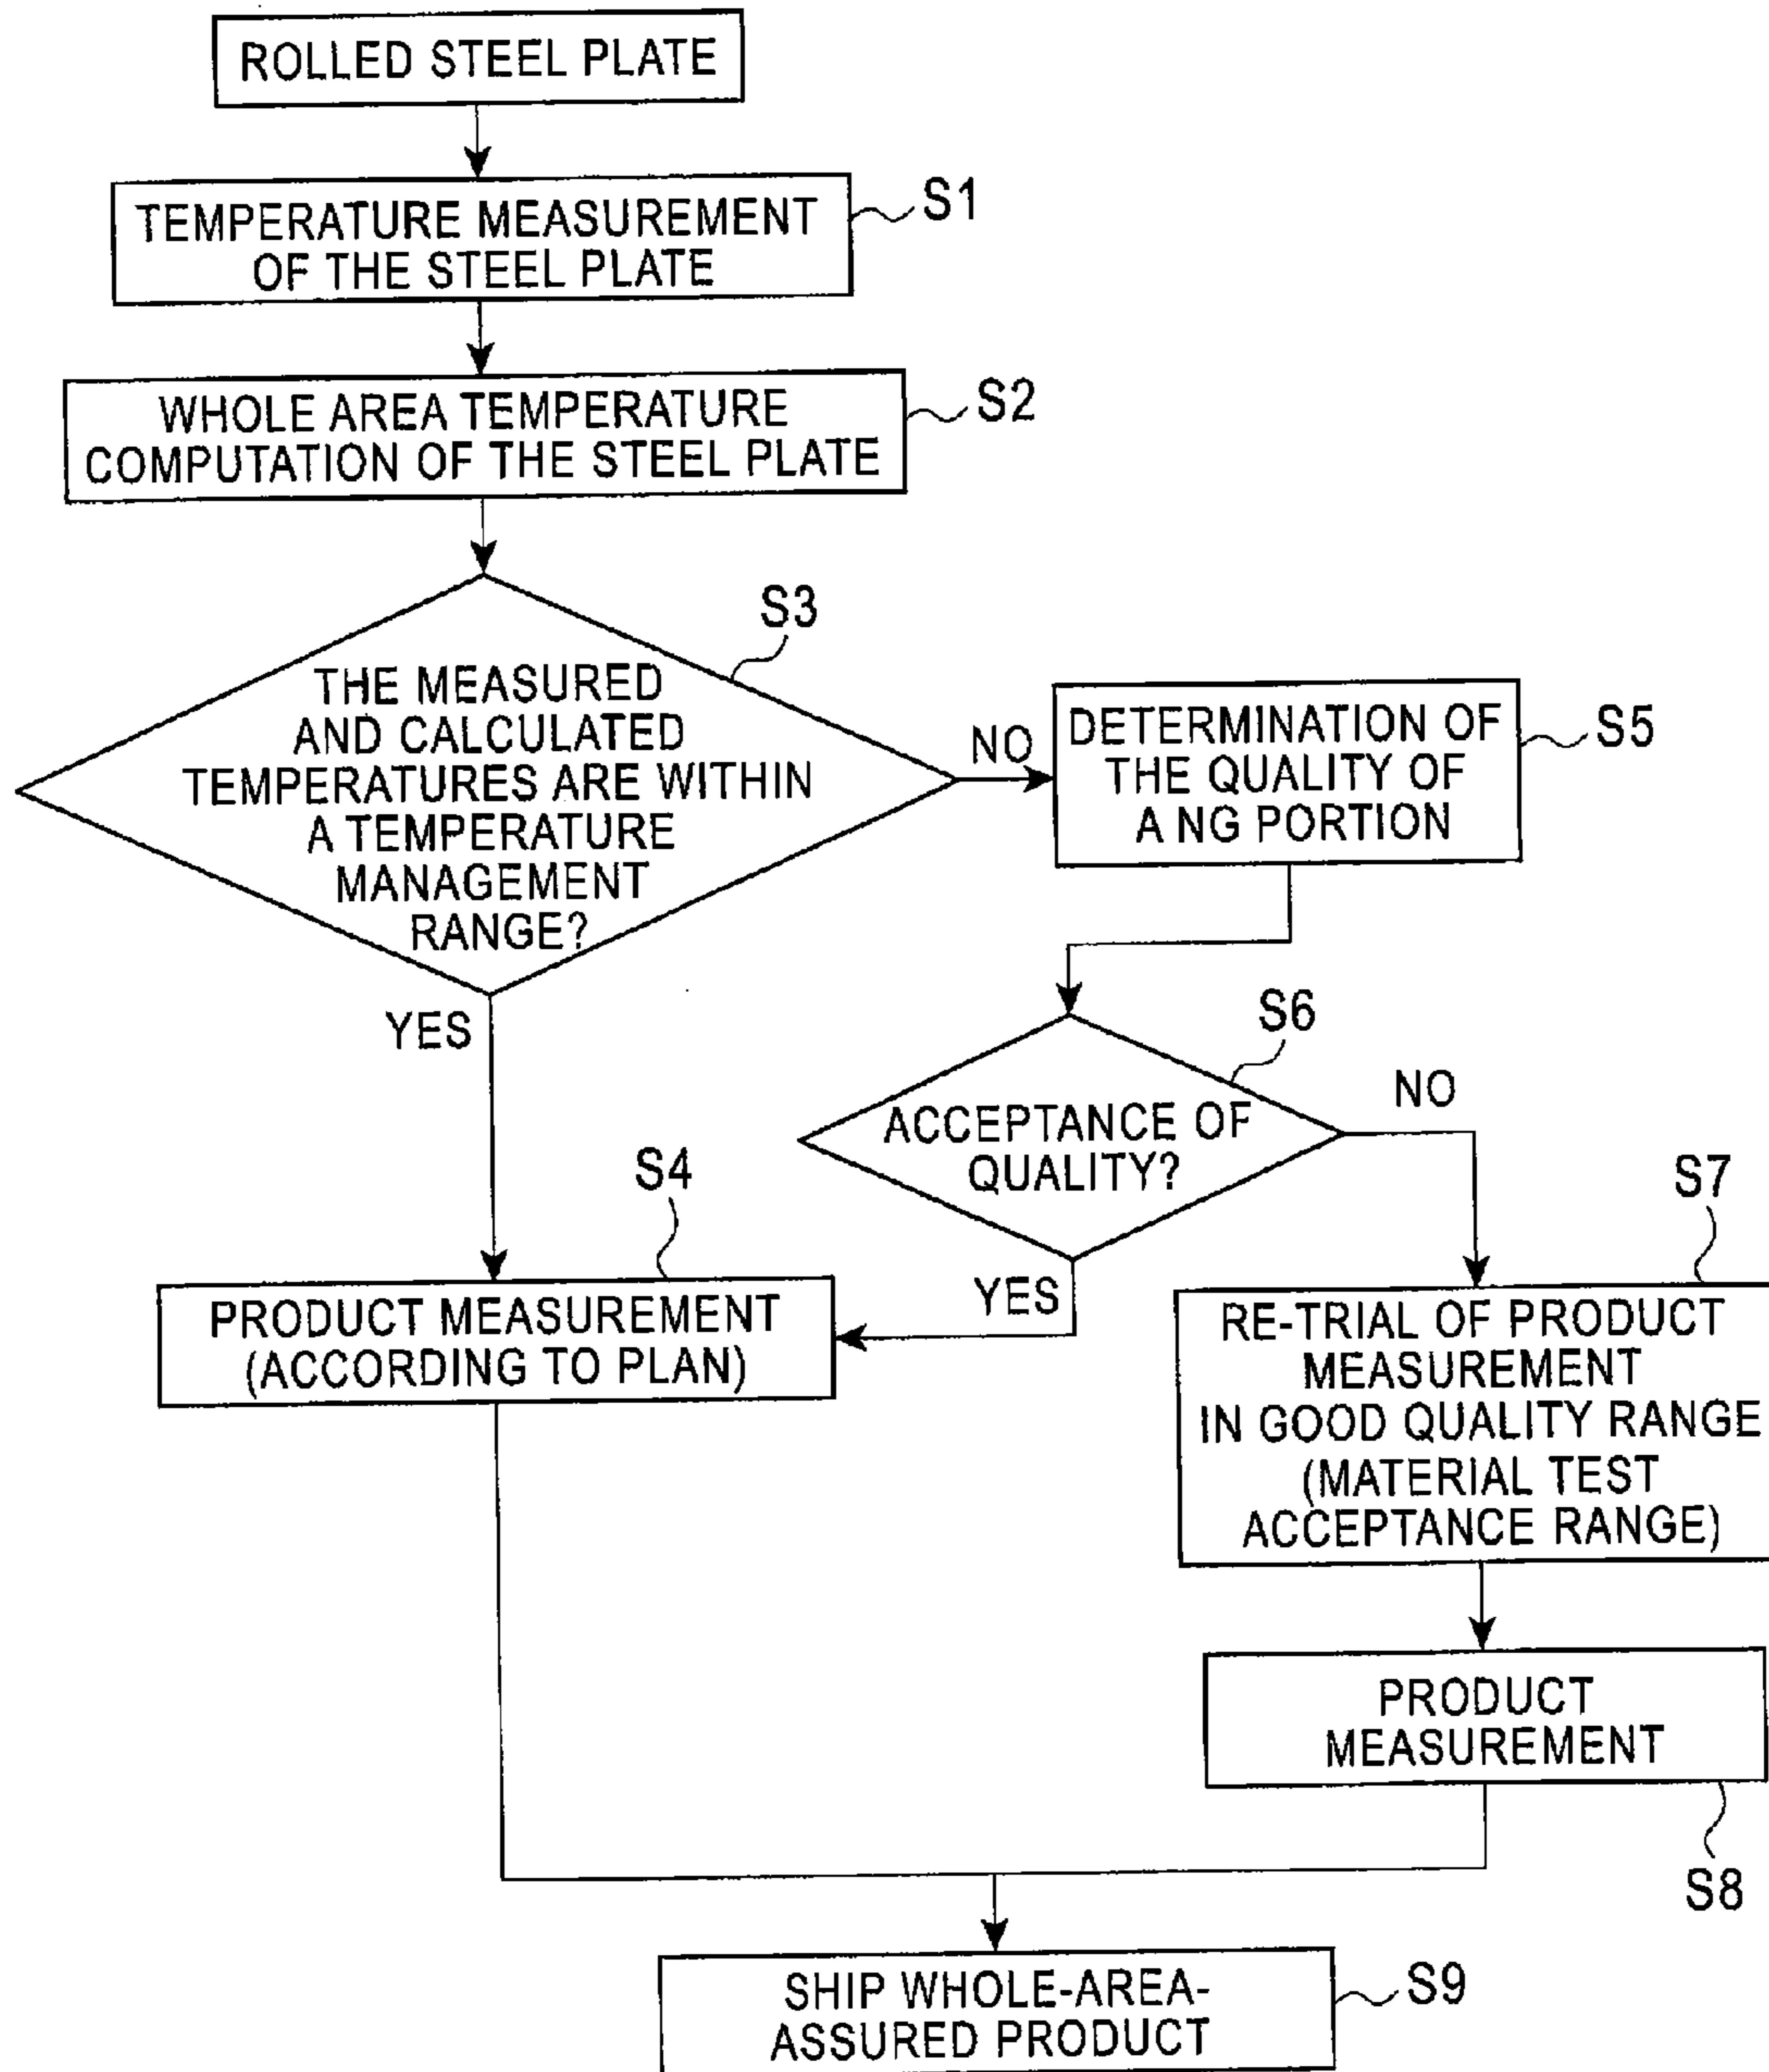 ROLLED STEEL PLATE
TEMPERATURE MEASUREMENT
OF THE STEEL PLATE
S1
WHOLE AREA TEMPERATURE
COMPUTATION OF THE STEEL PLATE
S2
S3
THE MEASURED
AND CALCULATED
TEMPERATURES ARE WITHIN
A TEMPERATURE
MANAGEMENT
RANGE?
NO
YES
DETERMINATION OF
THE QUALITY OF
A NG PORTION
S5
S6
ACCEPTANCE OF
QUALITY?
NO
YES
S4
PRODUCT MEASUREMENT
(ACCORDING TO PLAN)
S7
RE-TRIAL OF PRODUCT
MEASUREMENT
IN GOOD QUALITY RANGE
(MATERIAL TEST
ACCEPTANCE RANGE)
PRODUCT
MEASUREMENT
S8
SHIP WHOLE-AREA-
ASSURED PRODUCT
S9